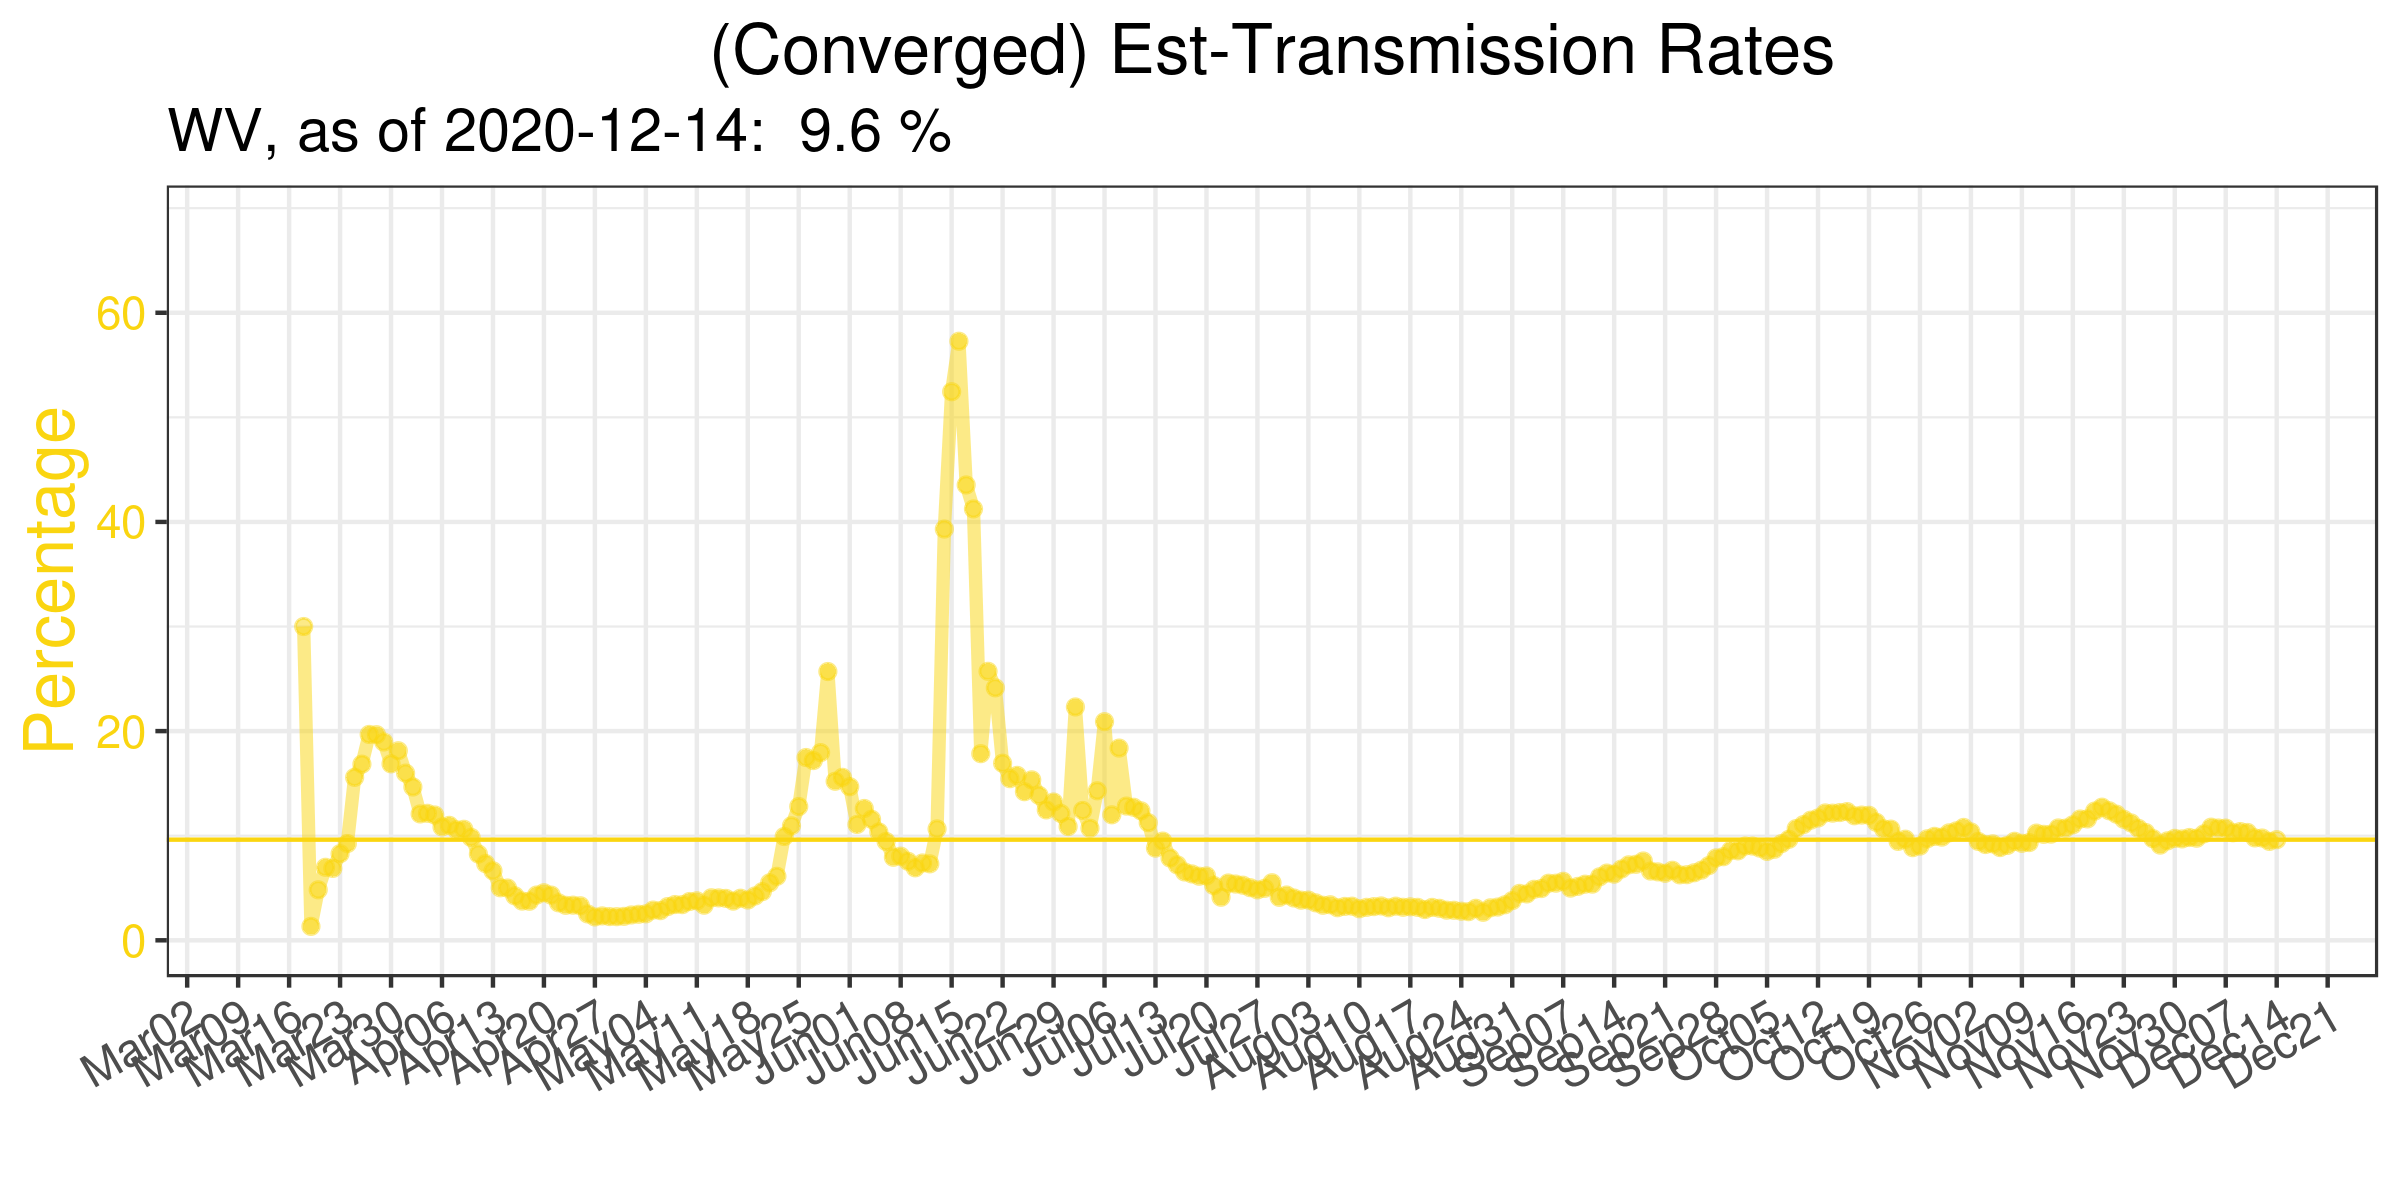 (Converged) Est-Transmission Rates
WV, as of 2020-12-14:  9.6 %
Percentage
60
40
20
0
Mar02
Mar09
Mar16
Mar23
Mar30
Apr06
Apr13
Apr20
Apr27
May04
May11
May18
May25
Jun01
Jun08
Jun15
Jun22
Jun29
Jul06
Jul13
Jul20
Jul27
Aug03
Aug10
Aug17
Aug24
Aug31
Sep07
Sep14
Sep21
Sep28
Oct05
Oct12
Oct19
Oct26
Nov02
Nov09
Nov16
Nov23
Nov30
Dec07
Dec14
Dec21